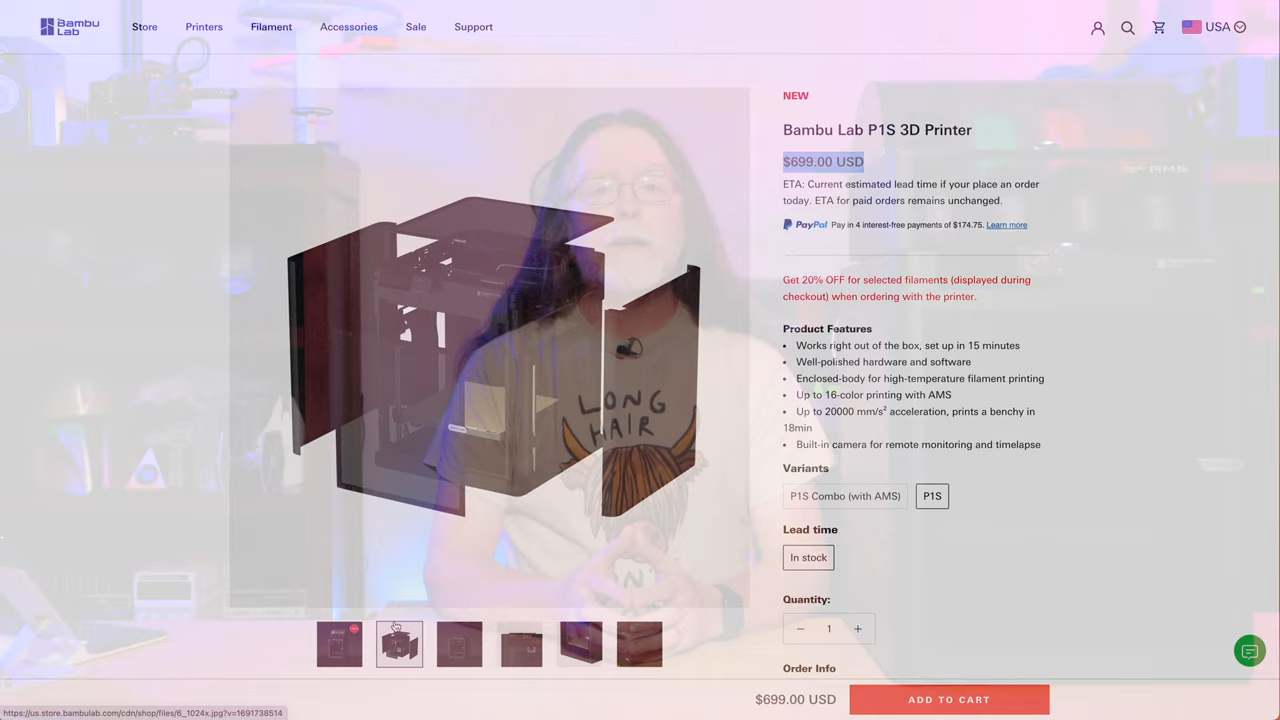 Bambu
Lab
Store
Printers
Filament
Accessories
Sale
Support
USA
NEW
Bambu Lab P1S 3D Printer
$699.00 USD
ETA: Current estimated lead time if your place an order
today. ETA for paid orders remains unchanged.
PayPal Pay in 4 interest-free payments of $174.75. Learn more
Get 20% OFF for selected filaments (displayed during
checkout) when ordering with the printer.
Product Features
• Works right out of the box, set up in 15 minutes
• Well-polished hardware and software
• Enclosed-body for high-temperature filament printing
• Up to 16-color printing with AMS
• Up to 20000 mm/s² acceleration, prints a benchy in
18min
• Built-in camera for remote monitoring and timelapse
Variants
P1S Combo (with AMS)
P1S
Lead time
In stock
Quantity:
− 1 +
Order Info
$699.00 USD
ADD TO CART
AMS
LONG
HAIR
https://us.store.bambulab.com/cdn/shop/files/6_1024x.jpg?v=1691738514